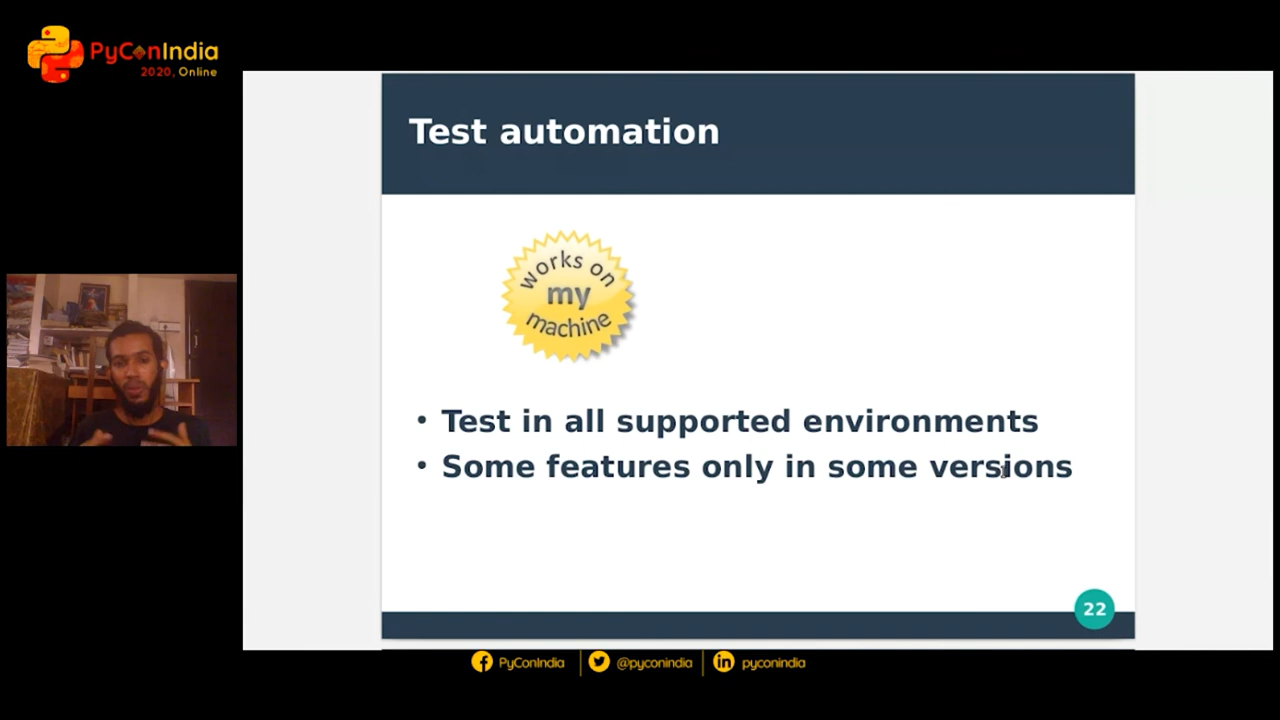 PyConIndia
2020, Online
Test automation
works on
my
machine
• Test in all supported environments
• Some features only in some versions
22
PyConIndia
@pyconindia
pyconindia